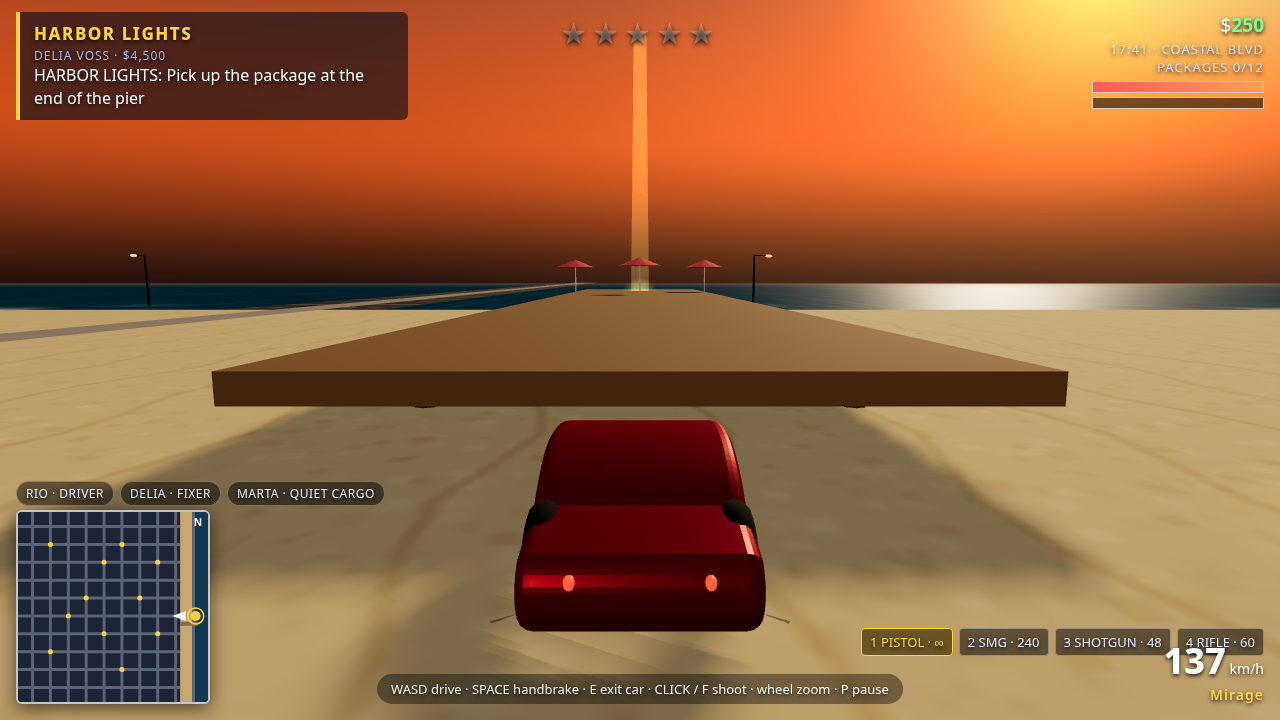 HARBOR LIGHTS
DELIA VOSS · $4,500
HARBOR LIGHTS: Pick up the package at the
end of the pier
$250
17:41 · COASTAL BLVD
PACKAGES 0/12
RIO · DRIVER
DELIA · FIXER
MARTA · QUIET CARGO
N
1 PISTOL · ∞
2 SMG · 240
3 SHOTGUN · 48
4 RIFLE · 60
137 km/h
WASD drive · SPACE handbrake · E exit car · CLICK / F shoot · wheel zoom · P pause
Mirage